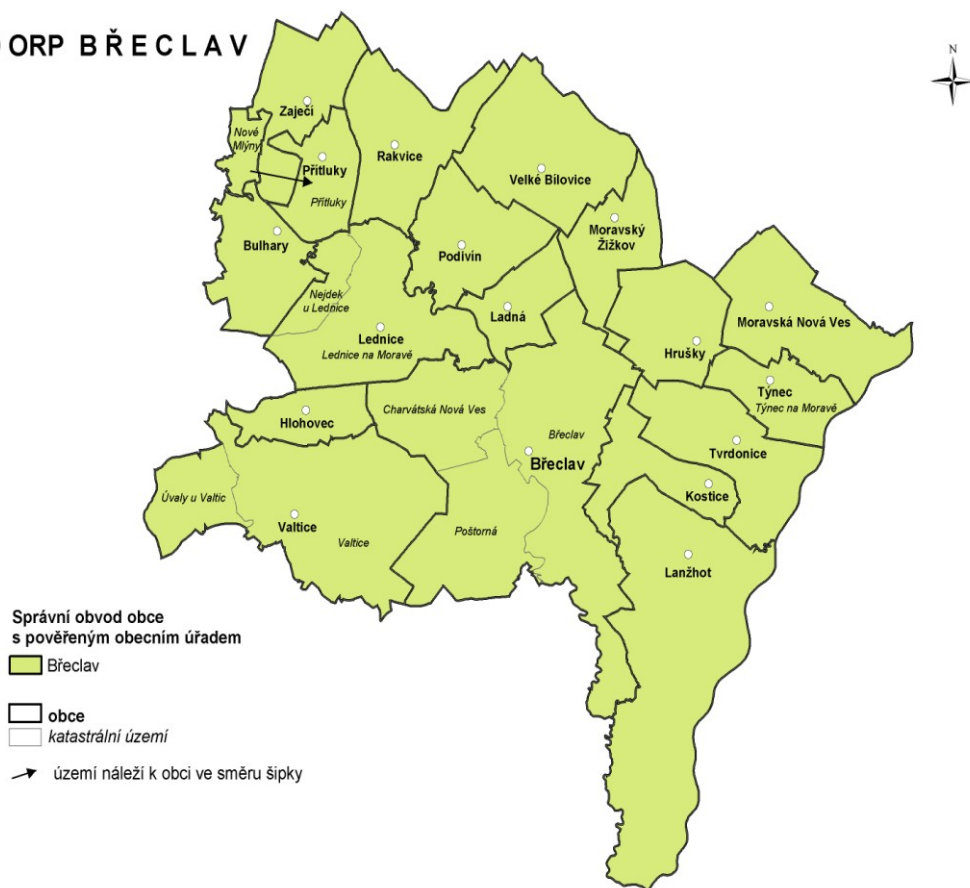 ORP BŘECLAV
N
Zaječí
Nové
Mlýny
Přítluky
Přítluky
Rakvice
Velké Bílovice
Moravský
Žižkov
Bulhary
Podivín
Nejdek
u Lednice
Ladná
Moravská Nová Ves
Lednice
Lednice na Moravě
Hrušky
Týnec
Týnec na Moravě
Hlohovec
Charvátská Nová Ves
Břeclav
Břeclav
Tvrdonice
Kostice
Úvaly u Valtic
Valtice
Valtice
Poštorná
Lanžhot
Správní obvod obce
s pověřeným obecním úřadem
Břeclav
obce
katastrální území
území náleží k obci ve směru šipky